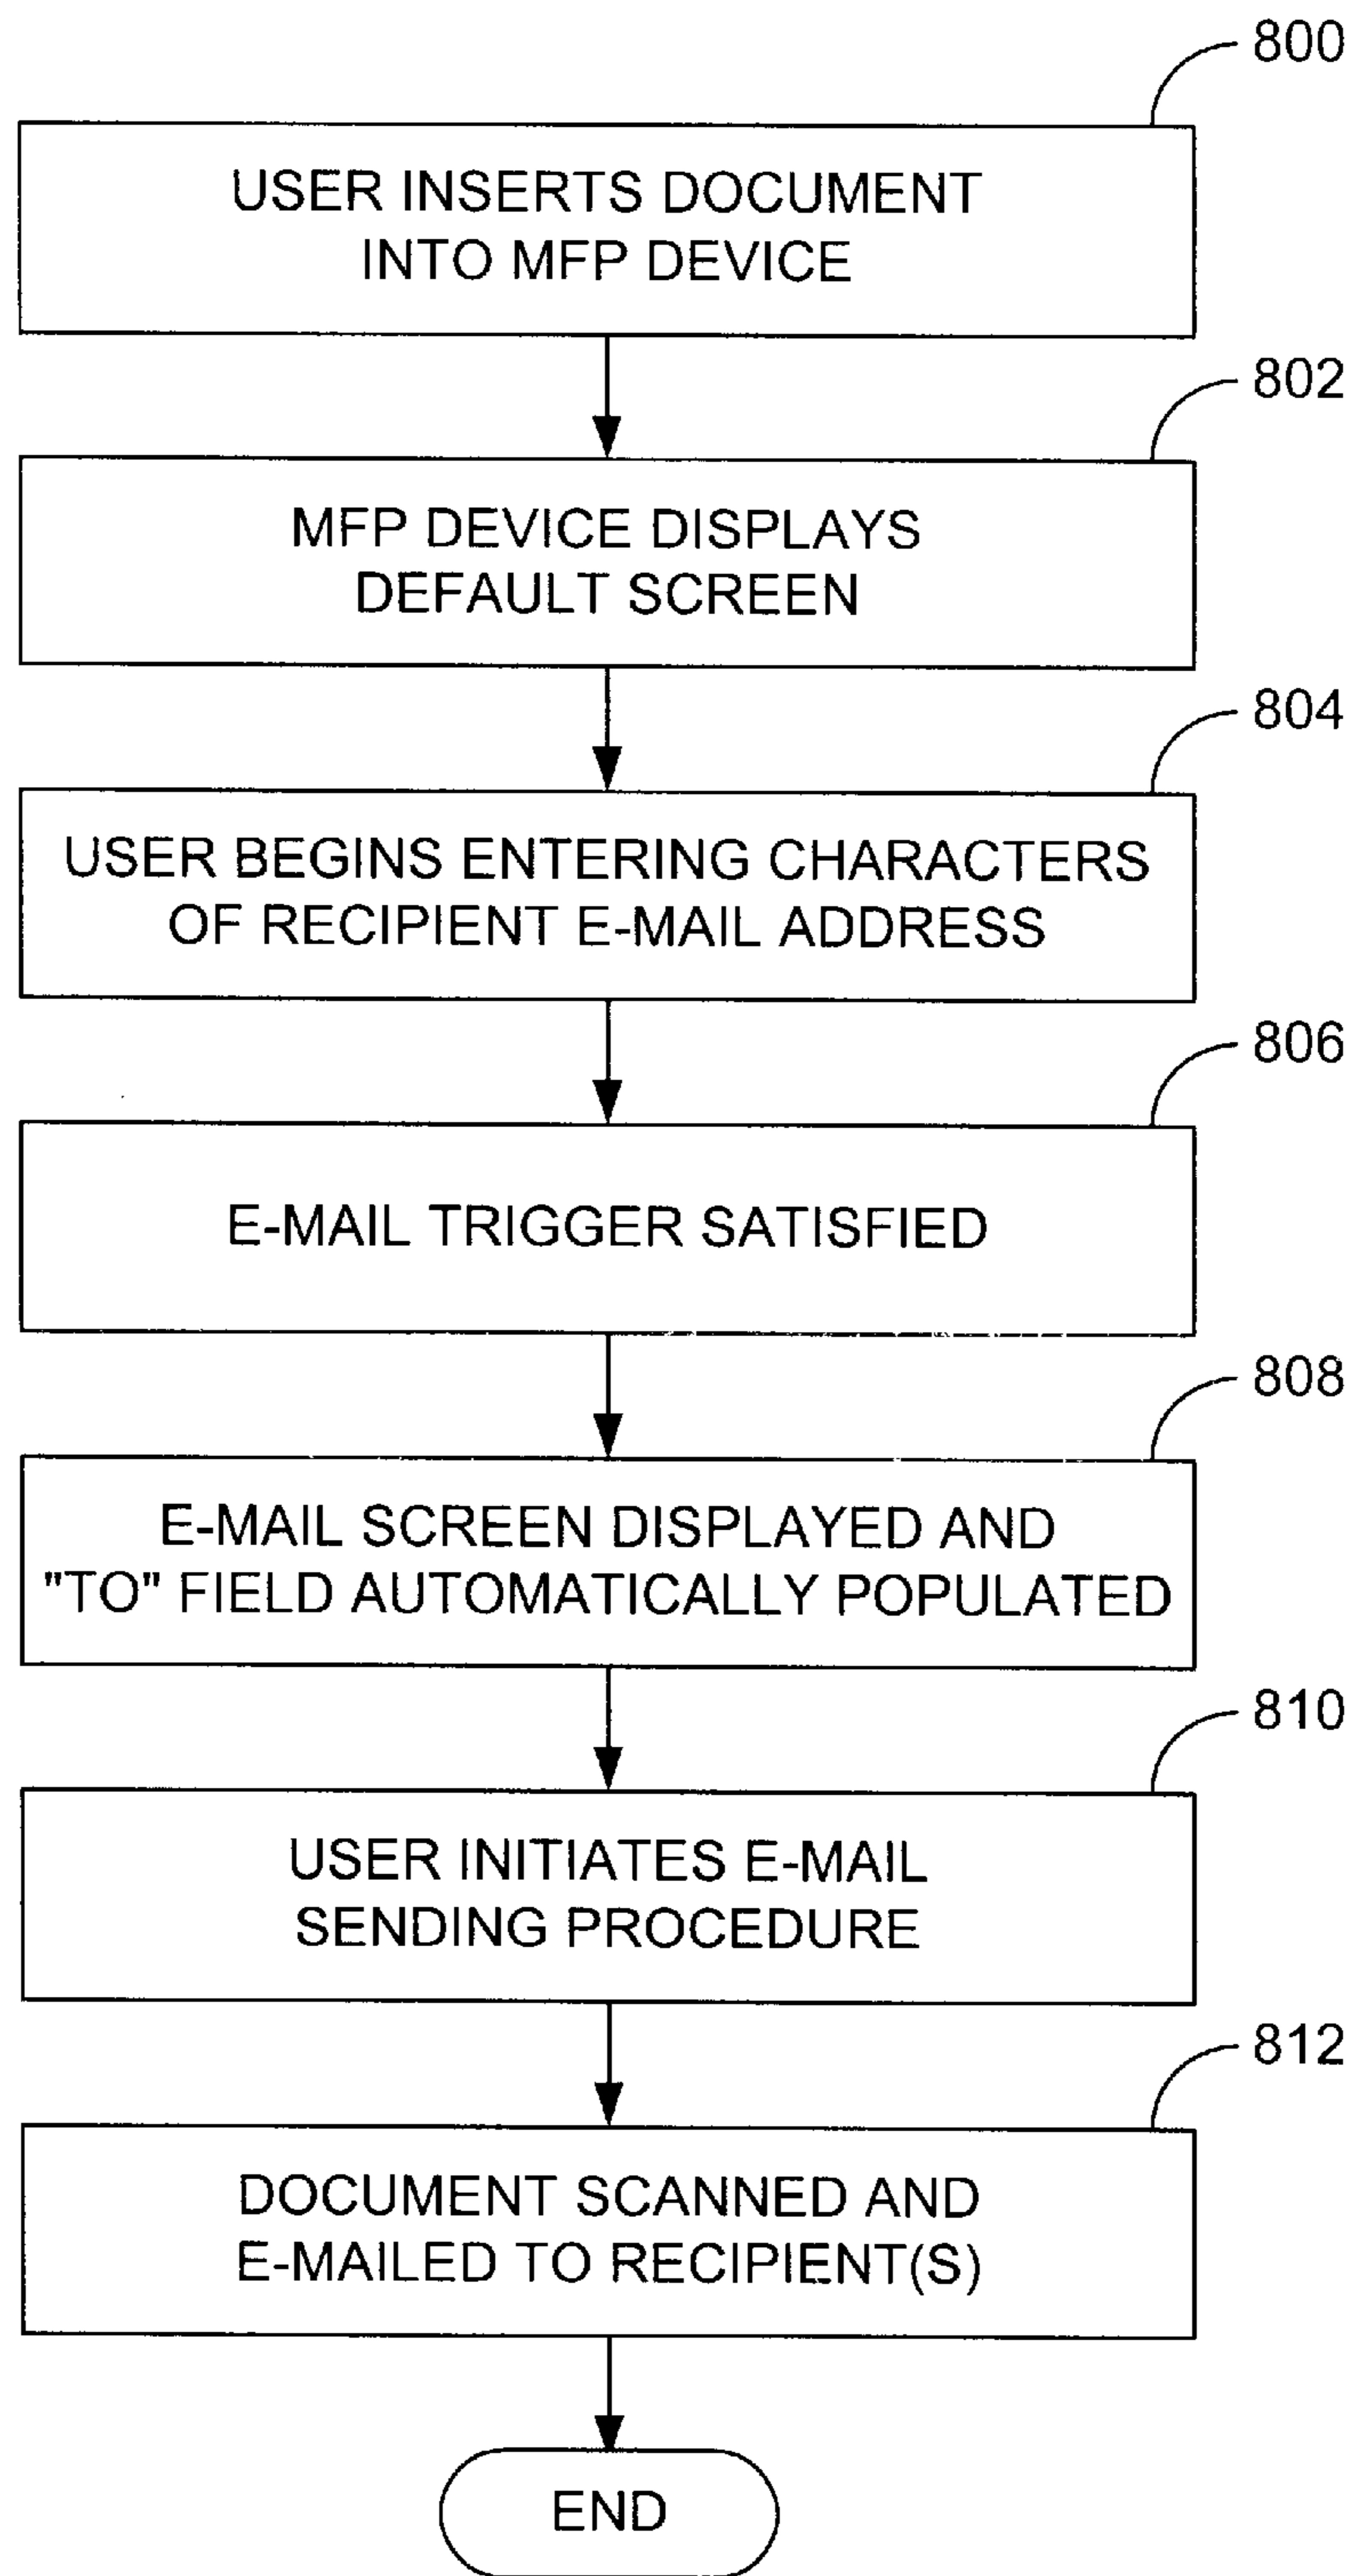 800
USER INSERTS DOCUMENT
INTO MFP DEVICE
802
MFP DEVICE DISPLAYS
DEFAULT SCREEN
804
USER BEGINS ENTERING CHARACTERS
OF RECIPIENT E-MAIL ADDRESS
806
E-MAIL TRIGGER SATISFIED
808
E-MAIL SCREEN DISPLAYED AND
"TO" FIELD AUTOMATICALLY POPULATED
810
USER INITIATES E-MAIL
SENDING PROCEDURE
812
DOCUMENT SCANNED AND
E-MAILED TO RECIPIENT(S)
END